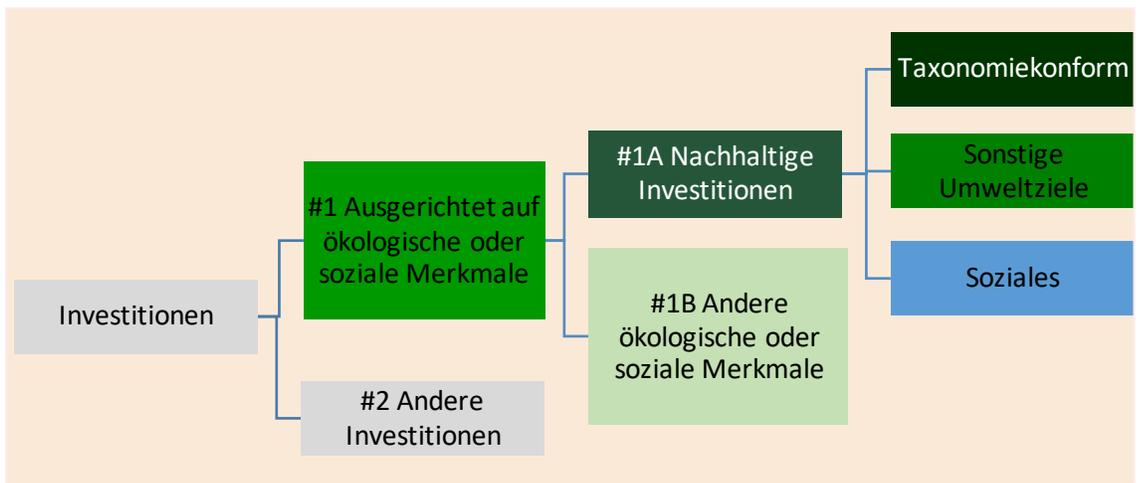 Investitionen
#1 Ausgerichtet auf
ökologische oder
soziale Merkmale
#2 Andere
Investitionen
#1A Nachhaltige
Investitionen
#1B Andere
ökologische oder
soziale Merkmale
Taxonomiekonform
Sonstige
Umweltziele
Soziales